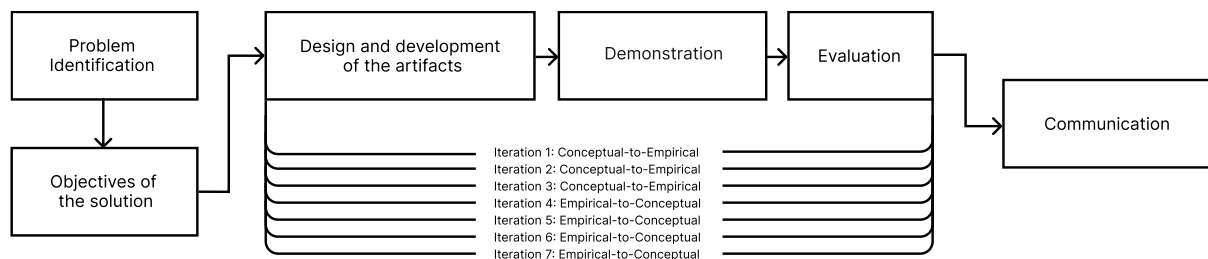 Problem
Identification
Objectives of
the solution
Design and development
of the artifacts
Demonstration
Evaluation
Communication
Iteration 1: Conceptual-to-Empirical
Iteration 2: Conceptual-to-Empirical
Iteration 3: Conceptual-to-Empirical
Iteration 4: Empirical-to-Conceptual
Iteration 5: Empirical-to-Conceptual
Iteration 6: Empirical-to-Conceptual
Iteration 7: Empirical-to-Conceptual